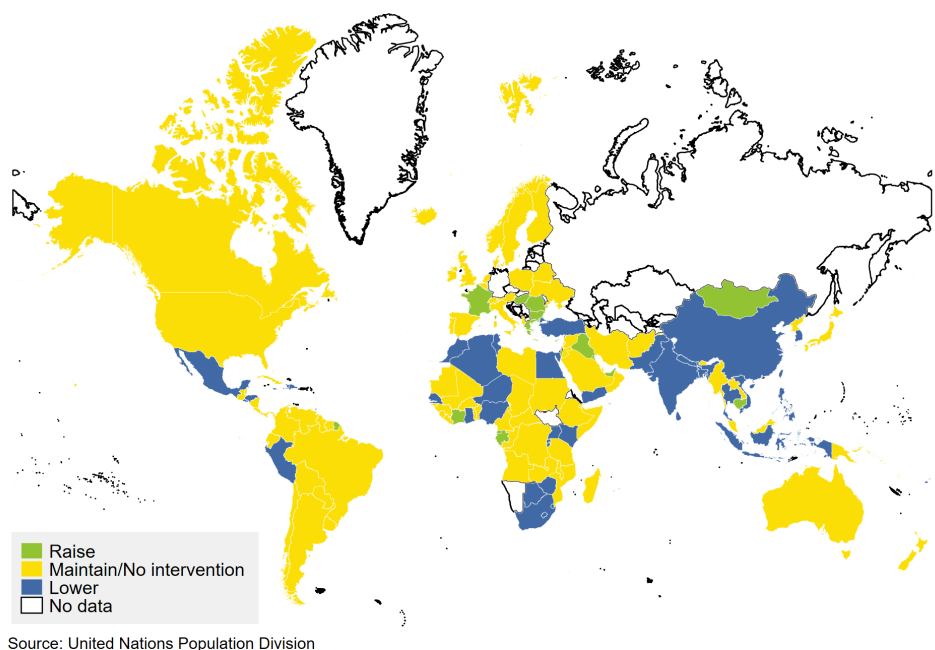 Raise
Maintain/No intervention
Lower
No data
Source: United Nations Population Division